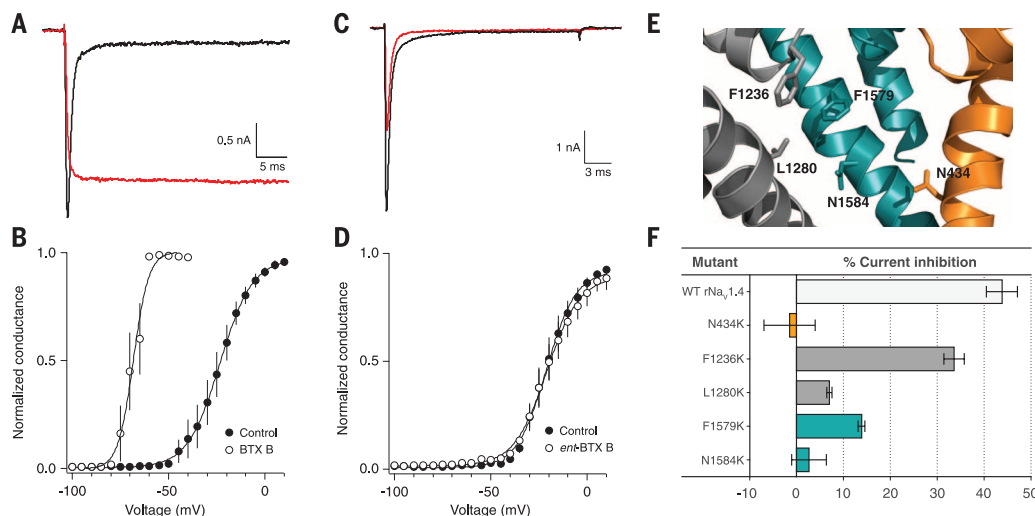 A
0.5 nA
5 ms
B
Normalized conductance
1.0
0.5
0.0
-100
-50
0
Voltage (mV)
Control
BTX B
C
1 nA
3 ms
D
Normalized conductance
1.0
0.5
0.0
-100
-50
0
Voltage (mV)
Control
ent-BTX B
E
F1236
F1579
L1280
N434
N1584
F
Mutant % Current inhibition
WT rNaV1.4
N434K
F1236K
L1280K
F1579K
N1584K
-10 0 10 20 30 40 50